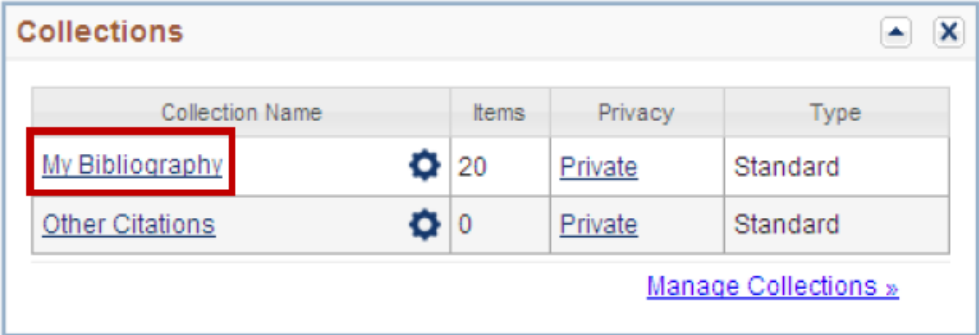 Collections
Collection Name Items Privacy Type
My Bibliography 20 Private Standard
Other Citations 0 Private Standard
Manage Collections »